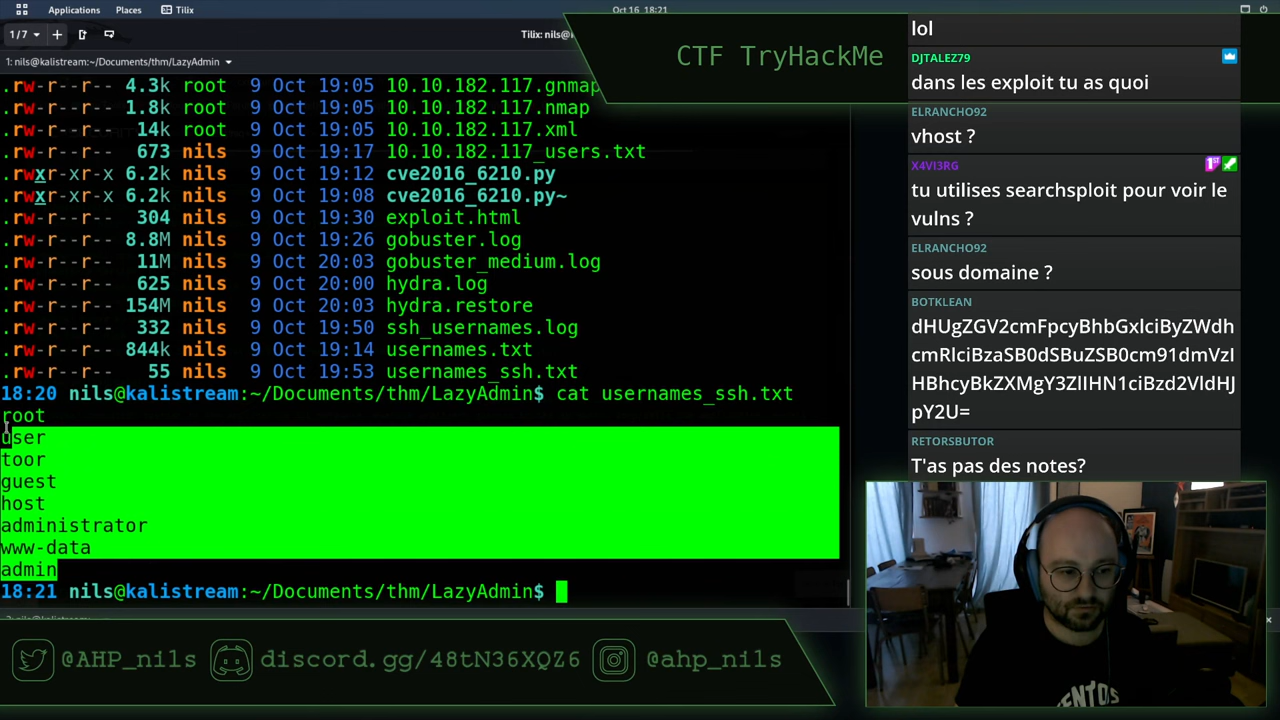 Applications Places Tilix
Oct 16, 18:21
1/7
Tilix: nils@
1: nils@kalistream:~/Documents/thm/LazyAdmin
CTF TryHackMe
.rw-r--r-- 4.3k root 9 Oct 19:05 10.10.182.117.gnmap
.rw-r--r-- 1.8k root 9 Oct 19:05 10.10.182.117.nmap
.rw-r--r-- 14k root 9 Oct 19:05 10.10.182.117.xml
.rw-r--r-- 673 nils 9 Oct 19:17 10.10.182.117_users.txt
.rwxr-xr-x 6.2k nils 9 Oct 19:12 cve2016_6210.py
.rwxr-xr-x 6.2k nils 9 Oct 19:08 cve2016_6210.py~
.rw-r--r-- 304 nils 9 Oct 19:30 exploit.html
.rw-r--r-- 8.8M nils 9 Oct 19:26 gobuster.log
.rw-r--r-- 11M nils 9 Oct 20:03 gobuster_medium.log
.rw-r--r-- 625 nils 9 Oct 20:00 hydra.log
.rw-r--r-- 154M nils 9 Oct 20:03 hydra.restore
.rw-r--r-- 332 nils 9 Oct 19:50 ssh_usernames.log
.rw-r--r-- 844k nils 9 Oct 19:14 usernames.txt
.rw-r--r-- 55 nils 9 Oct 19:53 usernames_ssh.txt
18:20 nils@kalistream:~/Documents/thm/LazyAdmin$ cat usernames_ssh.txt
root
user
toor
guest
host
administrator
www-data
admin
18:21 nils@kalistream:~/Documents/thm/LazyAdmin$
lol
DJTALEZ79
dans les exploit tu as quoi
ELRANCHO92
vhost ?
X4VI3RG
1st
tu utilises searchsploit pour voir le
vulns ?
ELRANCHO92
sous domaine ?
BOTKLEAN
dHUgZGV2cmFpcyBhbGxlciByZWdh
cmRlciBzaSB0dSBuZSB0cm91dmVzI
HBhcyBkZXMgY3ZlIHN1ciBzd2VldHJ
pY2U=
RETORSBUTOR
T'as pas des notes?
@AHP_nils discord.gg/48tN36XQZ6 @ahp_nils